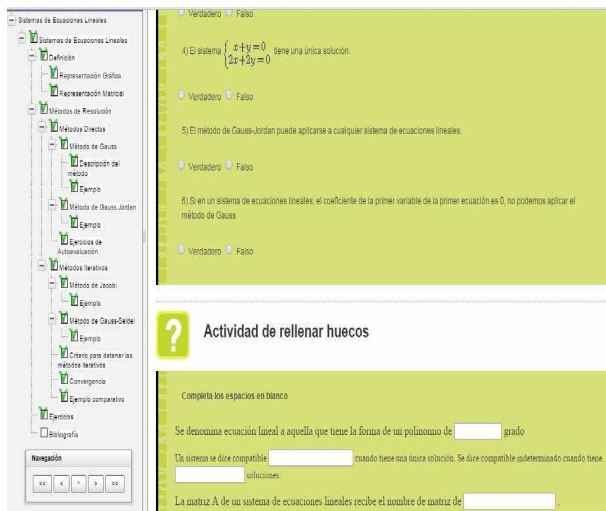 Sistemas de Ecuaciones Lineales
Sistemas de Ecuaciones Lineales
Definición
Representación Gráfica
Representación Matricial
Métodos de Resolución
Métodos Directos
Método de Gauss
Descripción del
método
Ejemplo
Método de Gauss Jordan
Ejemplo
Ejercicios de
Autoevaluación
Métodos Iterativos
Método de Jacobi
Ejemplo
Método de Gauss-Seidel
Ejemplo
Criterio para detener los
métodos iterativos
Convergencia
Ejemplo comparativo
Ejercicios
Bibliografía
Navegación
<< < ^ > >>
Verdadero Falso
4) El sistema { x+y=0 2x+2y=0 tiene una única solución.
Verdadero Falso
5) El método de Gauss-Jordan puede aplicarse a cualquier sistema de ecuaciones lineales.
Verdadero Falso
6) Si en un sistema de ecuaciones lineales, el coeficiente de la primer variable de la primer ecuación es 0, no podemos aplicar el
método de Gauss
Verdadero Falso
? Actividad de rellenar huecos
Completa los espacios en blanco
Se denomina ecuación lineal a aquella que tiene la forma de un polinomio de grado
Un sistema se dice compatible cuando tiene una única solución. Se dice compatible indeterminado cuando tiene
soluciones.
La matriz A de un sistema de ecuaciones lineales recibe el nombre de matriz de .